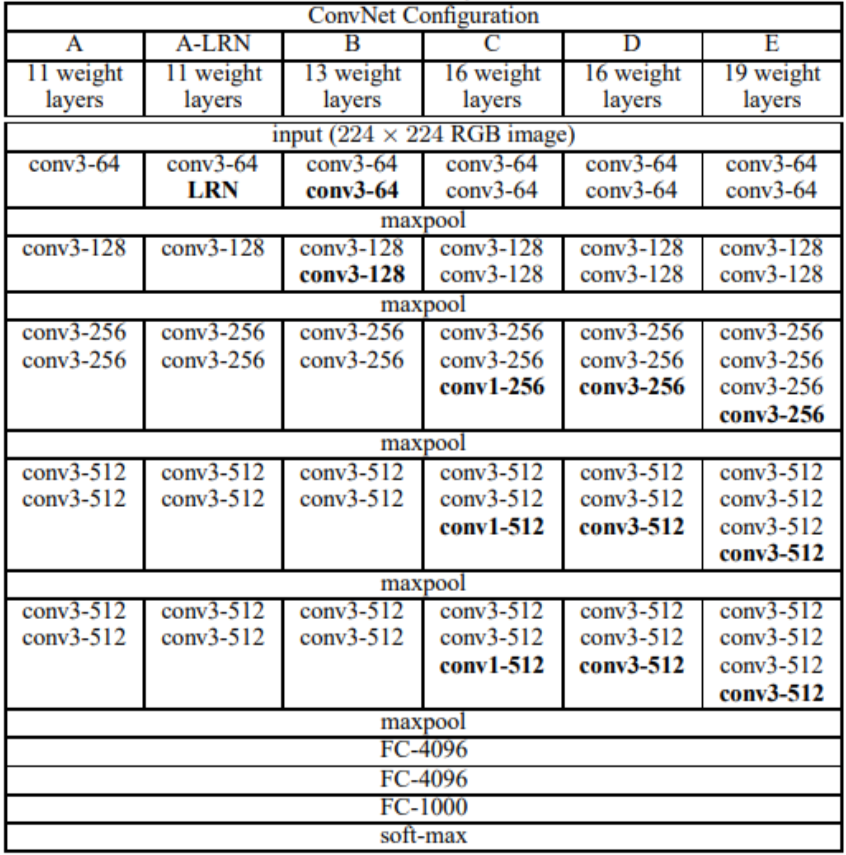 ConvNet Configuration
A A-LRN B C D E
11 weight 11 weight 13 weight 16 weight 16 weight 19 weight
layers layers layers layers layers layers
input (224 × 224 RGB image)
conv3-64 conv3-64 conv3-64 conv3-64 conv3-64 conv3-64
LRN conv3-64 conv3-64 conv3-64 conv3-64
maxpool
conv3-128 conv3-128 conv3-128 conv3-128 conv3-128 conv3-128
conv3-128 conv3-128 conv3-128 conv3-128
maxpool
conv3-256 conv3-256 conv3-256 conv3-256 conv3-256 conv3-256
conv3-256 conv3-256 conv3-256 conv3-256 conv3-256 conv3-256
conv1-256 conv3-256 conv3-256
conv3-256
maxpool
conv3-512 conv3-512 conv3-512 conv3-512 conv3-512 conv3-512
conv3-512 conv3-512 conv3-512 conv3-512 conv3-512 conv3-512
conv1-512 conv3-512 conv3-512
conv3-512
maxpool
conv3-512 conv3-512 conv3-512 conv3-512 conv3-512 conv3-512
conv3-512 conv3-512 conv3-512 conv3-512 conv3-512 conv3-512
conv1-512 conv3-512 conv3-512
conv3-512
maxpool
FC-4096
FC-4096
FC-1000
soft-max